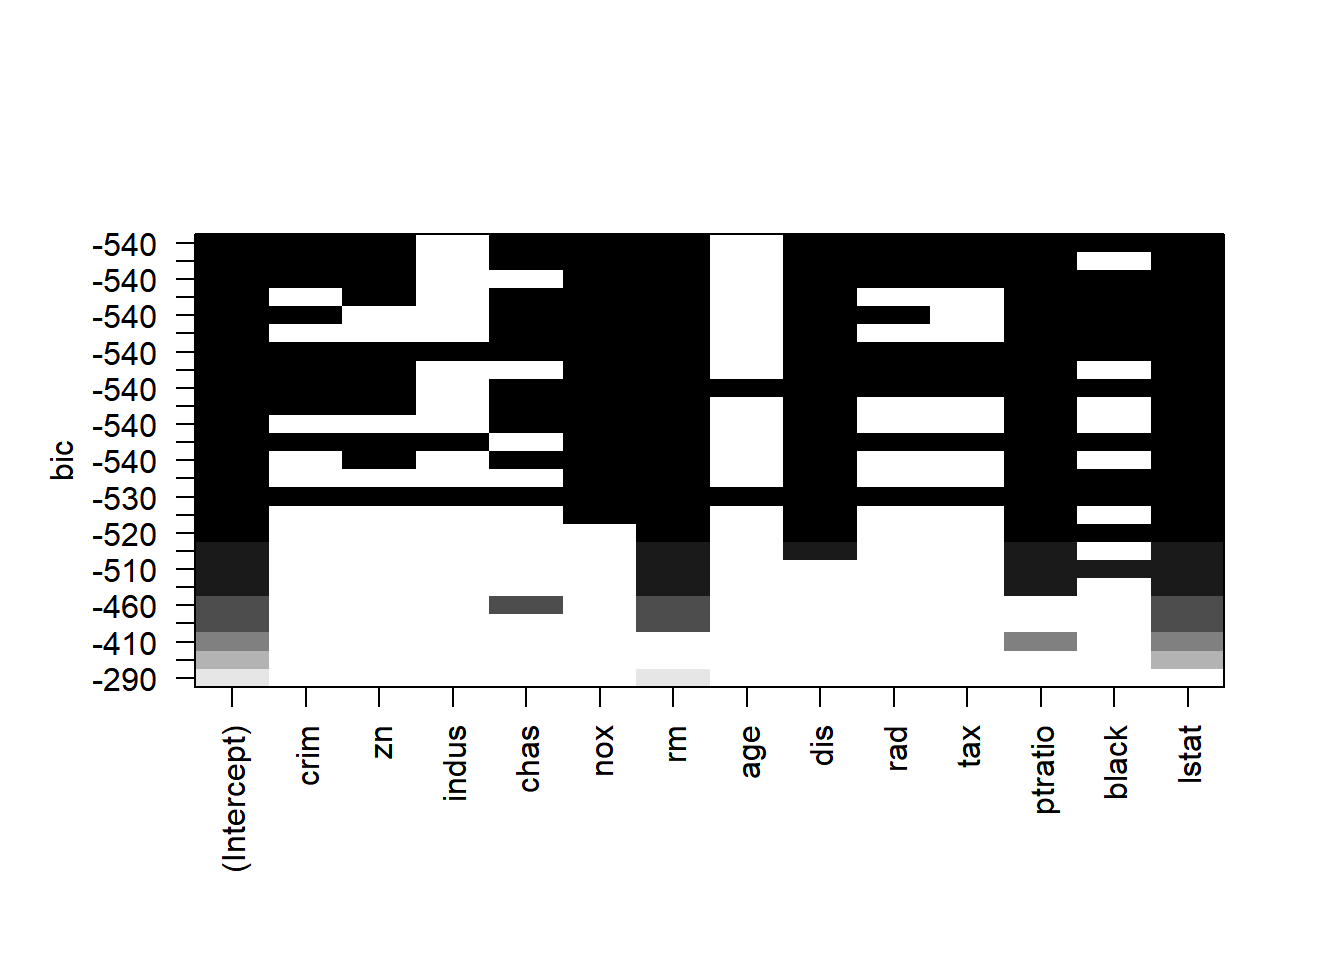 bic
-540
-540
-540
-540
-540
-540
-540
-530
-520
-510
-460
-410
-290
(Intercept)
crim
zn
indus
chas
nox
rm
age
dis
rad
tax
ptratio
black
lstat